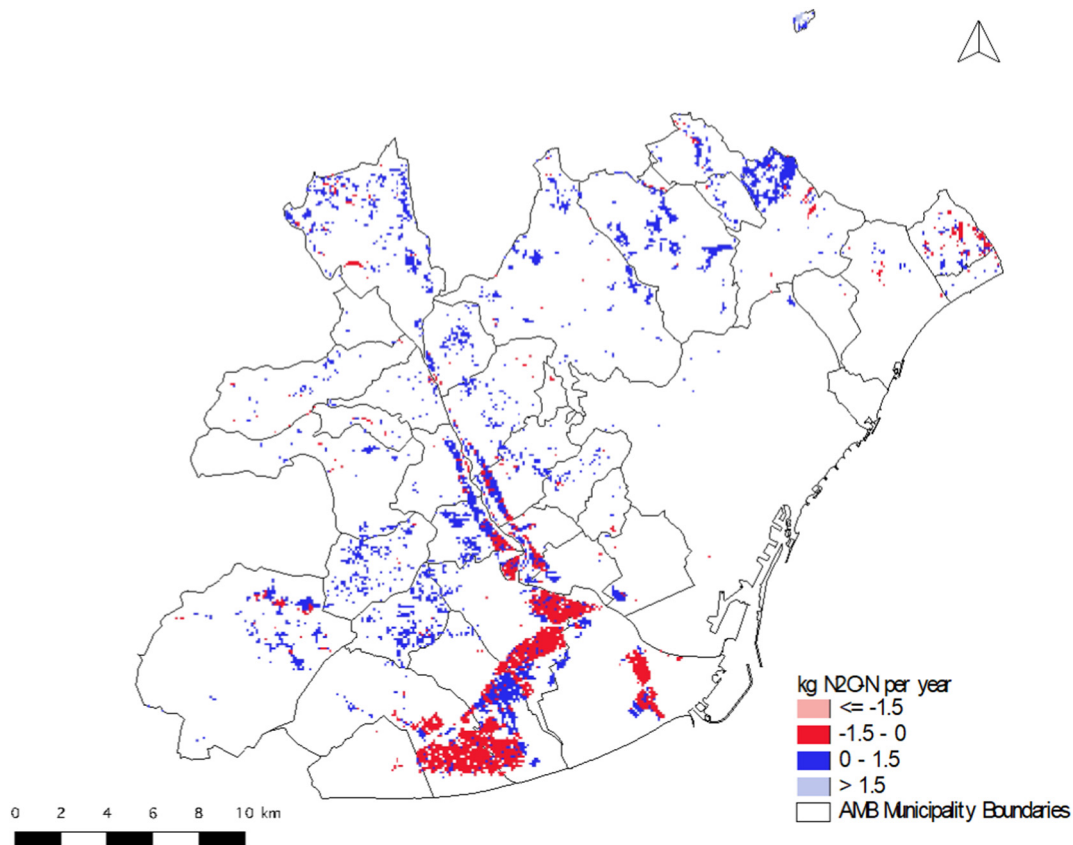 kg N2O-N per year
<= -1.5
-1.5 - 0
0 - 1.5
> 1.5
AMB Municipality Boundaries
0 2 4 6 8 10 km